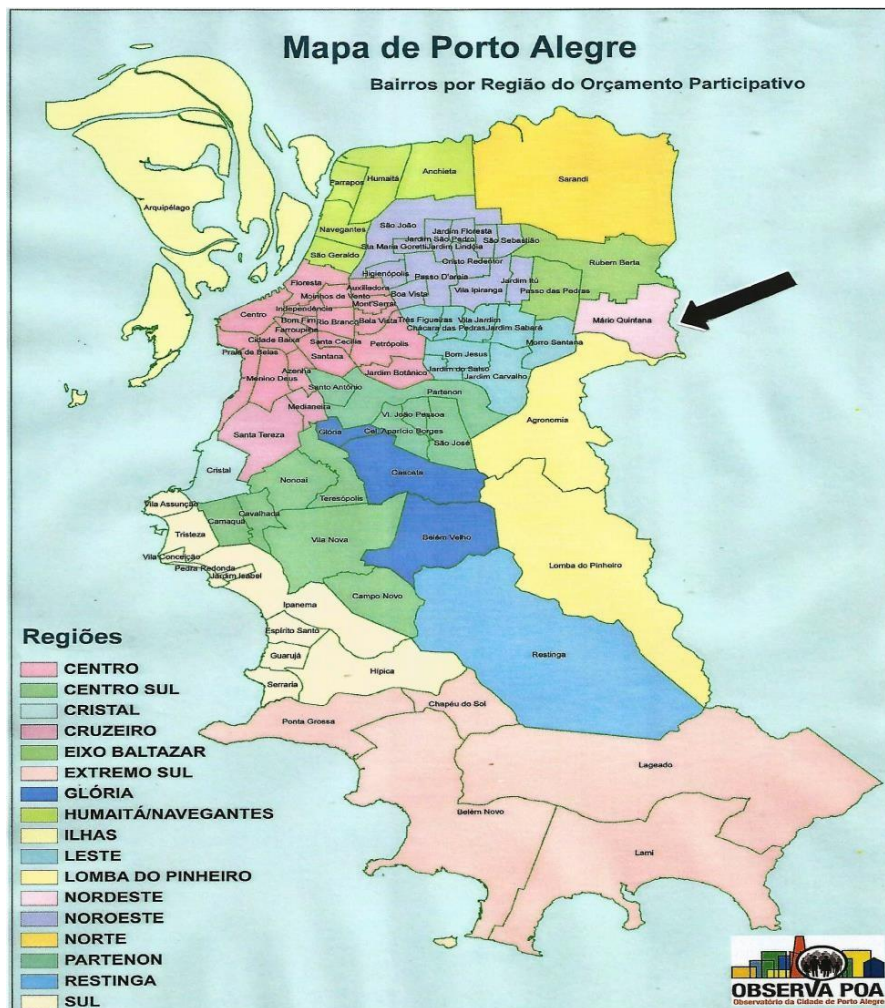 Mapa de Porto Alegre
Bairros por Região do Orçamento Participativo
Sarandi
Anchieta
Humaitá
Farrapos
Arquipélago
Navegantes
São João
Jardim Floresta
Jardim São Pedro
São Sebastião
Sta Maria Goretti
Jardim Lindóia
São Geraldo
Cristo Redentor
Rubem Berta
Higienópolis
Passo D'areia
Jardim Itú
Floresta
Auxiliadora
Boa Vista
Vila Ipiranga
Passo das Pedras
Moinhos de Vento
Mont'Serrat
Independência
Centro
Bom Fim
Rio Branco
Bela Vista
Três Figueiras
Vila Jardim
Mário Quintana
Farroupilha
Chácara das Pedras
Jardim Sabará
Cidade Baixa
Santa Cecília
Petrópolis
Morro Santana
Praia de Belas
Santana
Bom Jesus
Azenha
Jardim Botânico
Jardim do Salso
Menino Deus
Santo Antônio
Jardim Carvalho
Partenon
Medianeira
Vl. João Pessoa
Agronomia
Santa Tereza
Glória
Cel. Aparício Borges
São José
Cristal
Cascata
Nonoai
Teresópolis
Vila Assunção
Cavalhada
Camaquã
Tristeza
Vila Nova
Belém Velho
Vila Conceição
Pedra Redonda
Jardim Isabel
Lomba do Pinheiro
Campo Novo
Ipanema
Espírito Santo
Guarujá
Restinga
Hípica
Serraria
Chapéu do Sol
Ponta Grossa
Lageado
Belém Novo
Lami
Regiões
CENTRO
CENTRO SUL
CRISTAL
CRUZEIRO
EIXO BALTAZAR
EXTREMO SUL
GLÓRIA
HUMAITÁ/NAVEGANTES
ILHAS
LESTE
LOMBA DO PINHEIRO
NORDESTE
NOROESTE
NORTE
PARTENON
RESTINGA
SUL
OBSERVA POA
Observatório da Cidade de Porto Alegre